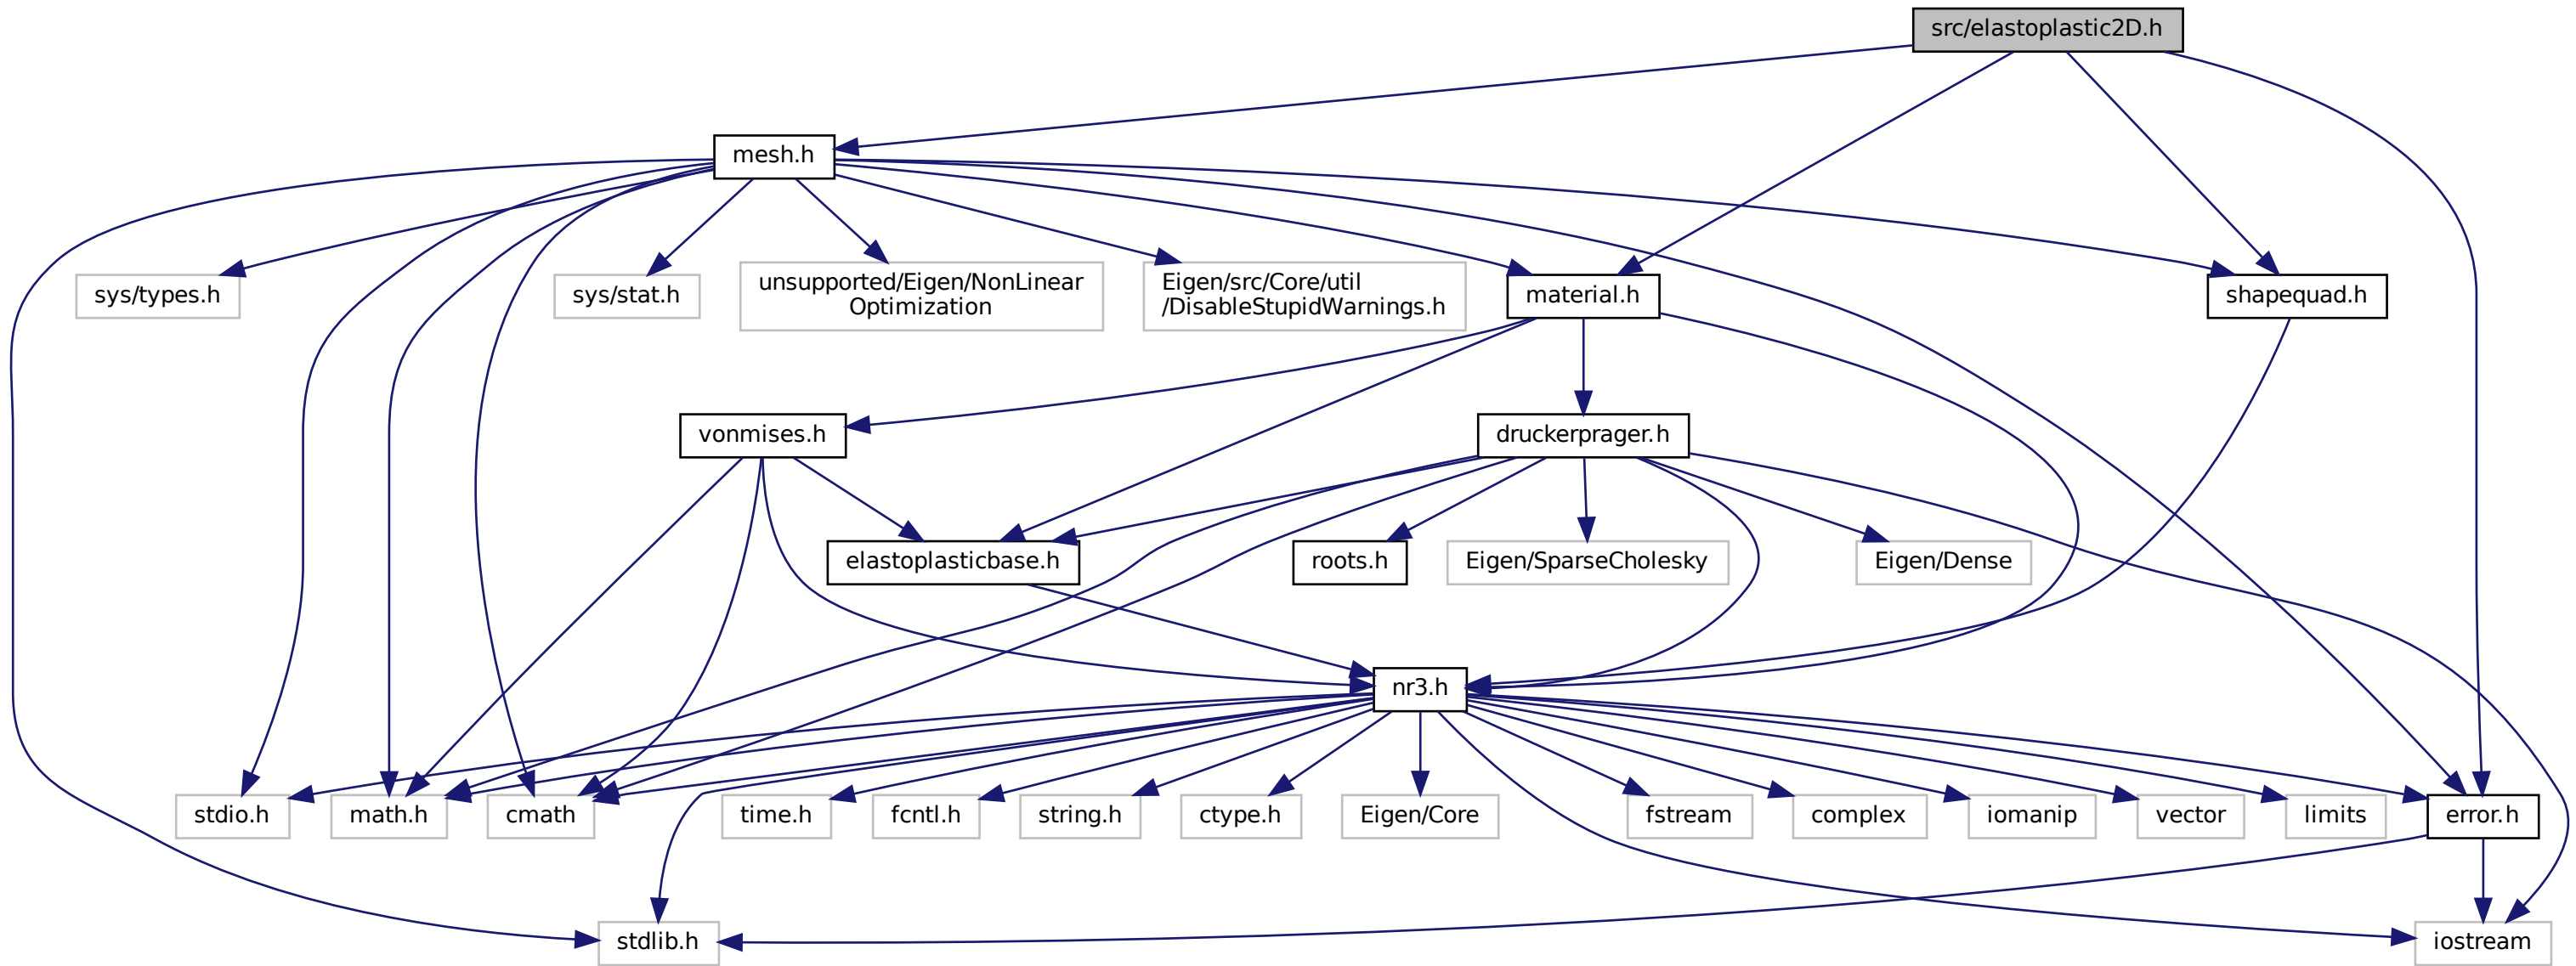 src/elastoplastic2D.h
mesh.h
sys/types.h
sys/stat.h
unsupported/Eigen/NonLinear
Optimization
Eigen/src/Core/util
/DisableStupidWarnings.h
material.h
shapequad.h
vonmises.h
druckerprager.h
elastoplasticbase.h
roots.h
Eigen/SparseCholesky
Eigen/Dense
nr3.h
stdio.h
math.h
cmath
time.h
fcntl.h
string.h
ctype.h
Eigen/Core
fstream
complex
iomanip
vector
limits
error.h
stdlib.h
iostream